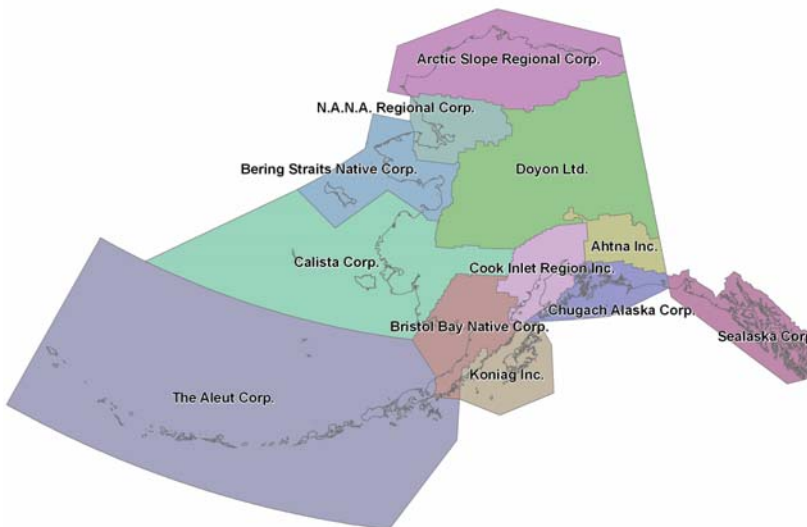 Arctic Slope Regional Corp.
N.A.N.A. Regional Corp.
Bering Straits Native Corp.
Doyon Ltd.
Ahtna Inc.
Calista Corp.
Cook Inlet Region Inc.
Chugach Alaska Corp.
Bristol Bay Native Corp.
Sealaska Corp
Koniag Inc.
The Aleut Corp.